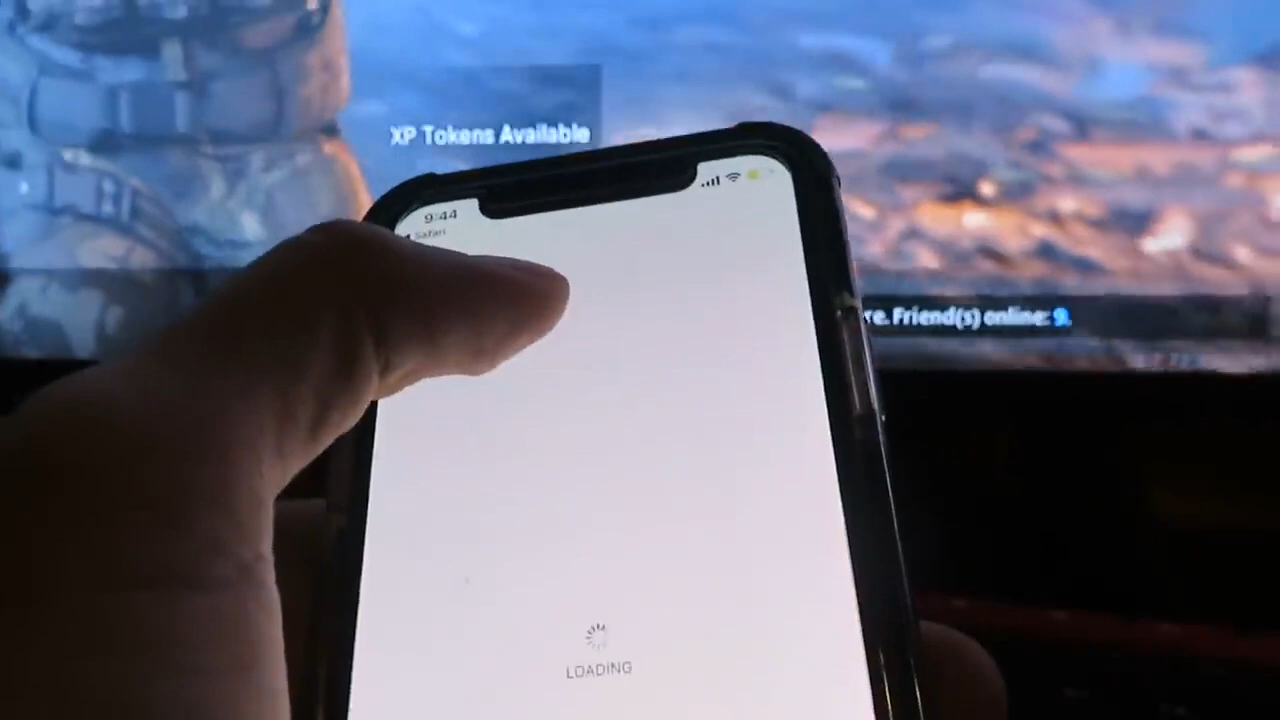 XP Tokens Available
9:44
Safari
re. Friend(s) online: 9.
LOADING